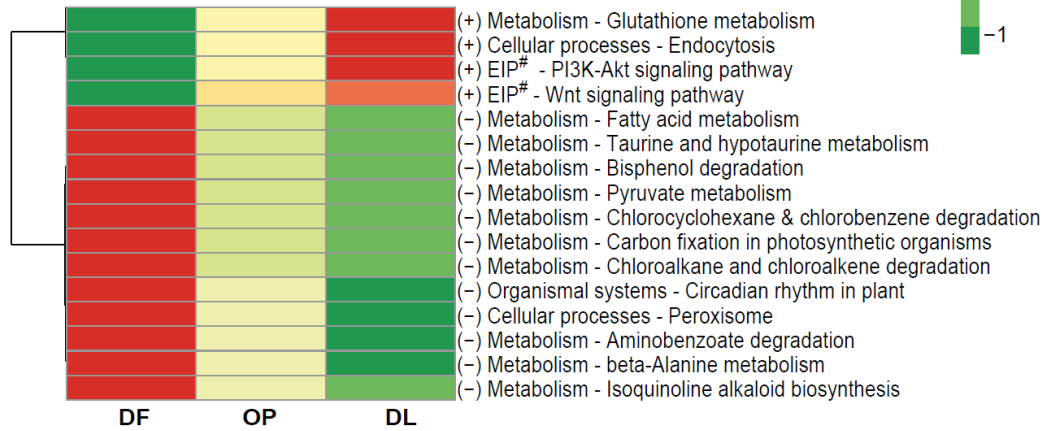 (+) Metabolism - Glutathione metabolism
−1
(+) Cellular processes - Endocytosis
(+) EIP# - PI3K-Akt signaling pathway
(+) EIP# - Wnt signaling pathway
(−) Metabolism - Fatty acid metabolism
(−) Metabolism - Taurine and hypotaurine metabolism
(−) Metabolism - Bisphenol degradation
(−) Metabolism - Pyruvate metabolism
(−) Metabolism - Chlorocyclohexane & chlorobenzene degradation
(−) Metabolism - Carbon fixation in photosynthetic organisms
(−) Metabolism - Chloroalkane and chloroalkene degradation
(−) Organismal systems - Circadian rhythm in plant
(−) Cellular processes - Peroxisome
(−) Metabolism - Aminobenzoate degradation
(−) Metabolism - beta-Alanine metabolism
(−) Metabolism - Isoquinoline alkaloid biosynthesis
DF OP DL